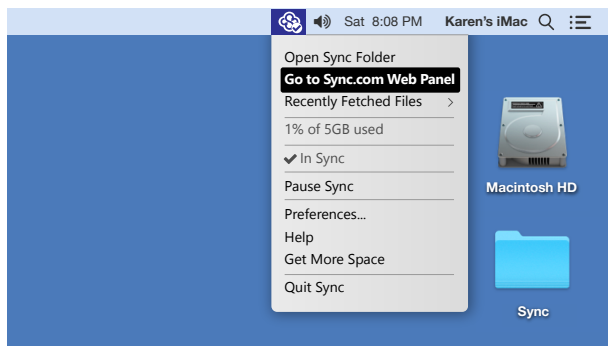 Sat 8:08 PM Karen's iMac
Open Sync Folder
Go to Sync.com Web Panel
Recently Fetched Files
1% of 5GB used
In Sync
Pause Sync
Preferences...
Help
Get More Space
Quit Sync
Macintosh HD
Sync